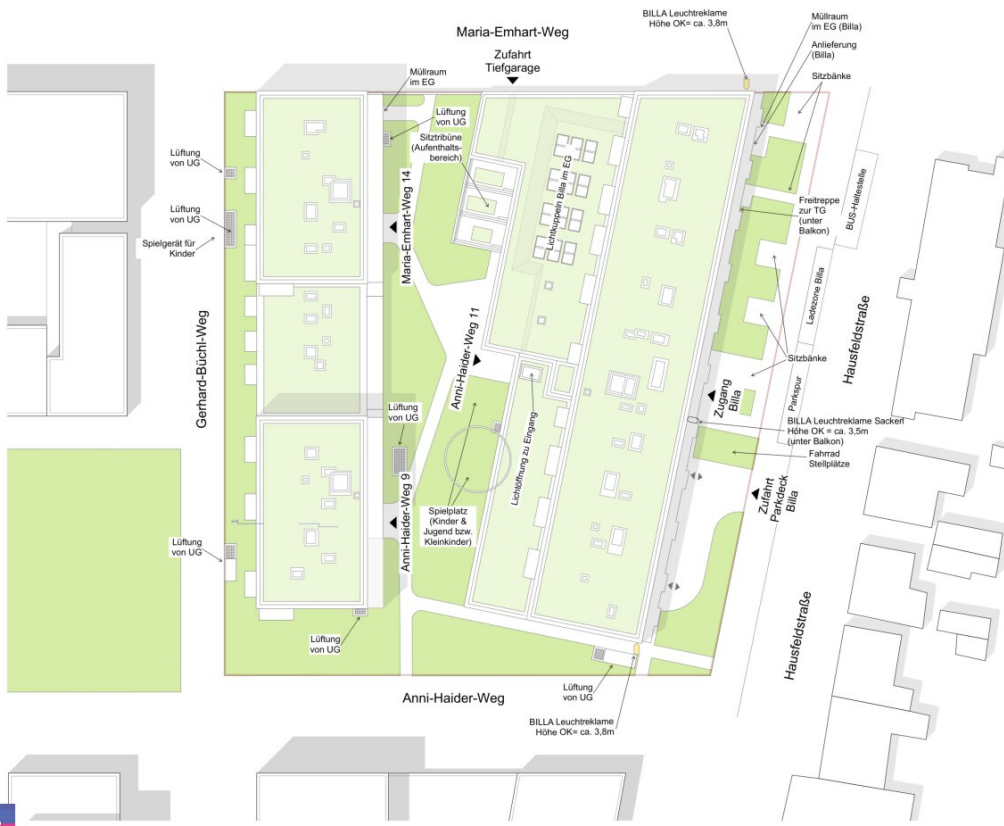 BILLA Leuchtreklame
Höhe OK= ca. 3,8m
Müllraum
im EG (Billa)
Anlieferung
(Billa)
Sitzbänke
Maria-Emhart-Weg
Zufahrt
Tiefgarage
Müllraum
im EG
Lüftung
von UG
Sitztribüne
(Aufenthalts-
bereich)
Lüftung
von UG
Lüftung
von UG
Spielgerät für
Kinder
Maria-Emhart-Weg 14
Lichtkuppeln Billa im EG
Freitreppe
zur TG
(unter
Balkon)
BUS-Haltestelle
Ladezone Billa
Hausfeldstraße
Sitzbänke
Parkspur
Gerhard-Büchl-Weg
Anni-Haider-Weg 11
Zugang
Billa
BILLA Leuchtreklame Sackerl
Höhe OK = ca. 3,5m
(unter Balkon)
Fahrrad
Stellplätze
Lüftung
von UG
Lichtöffnung zu Eingang
Zufahrt
Parkdeck
Billa
Anni-Haider-Weg 9
Spielplatz
(Kinder &
Jugend bzw.
Kleinkinder)
Lüftung
von UG
Lüftung
von UG
Hausfeldstraße
Lüftung
von UG
Anni-Haider-Weg
BILLA Leuchtreklame
Höhe OK= ca. 3,8m